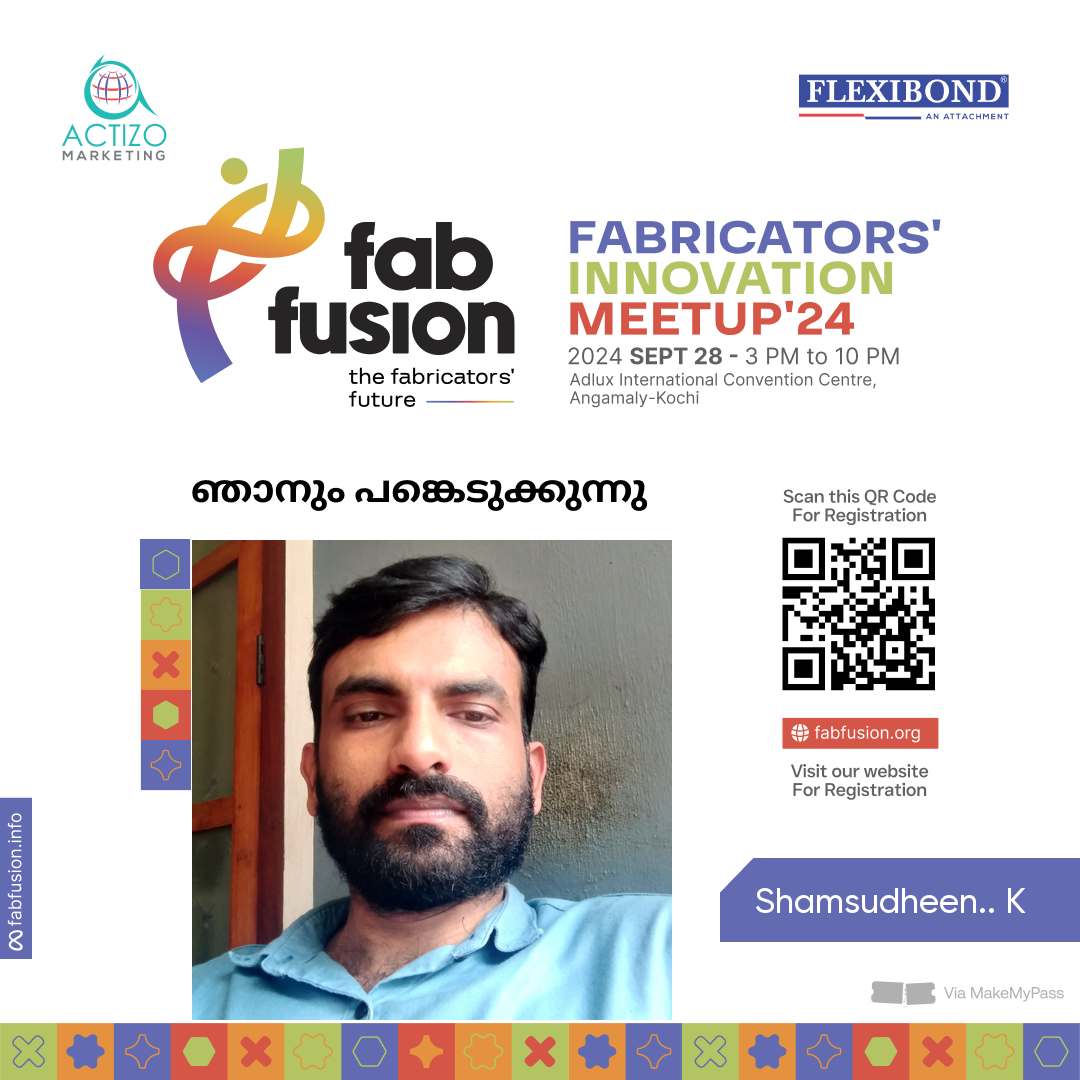 ACTIZO
MARKETING
FLEXIBOND®
AN ATTACHMENT
fab
fusion
the fabricators'
future
FABRICATORS'
INNOVATION
MEETUP'24
2024 SEPT 28 - 3 PM to 10 PM
Adlux International Convention Centre,
Angamaly-Kochi
ഞാനും പങ്കെടുക്കുന്നു
Scan this QR Code
For Registration
fabfusion.org
Visit our website
For Registration
fabfusion.info
Shamsudheen.. K
Via MakeMyPass